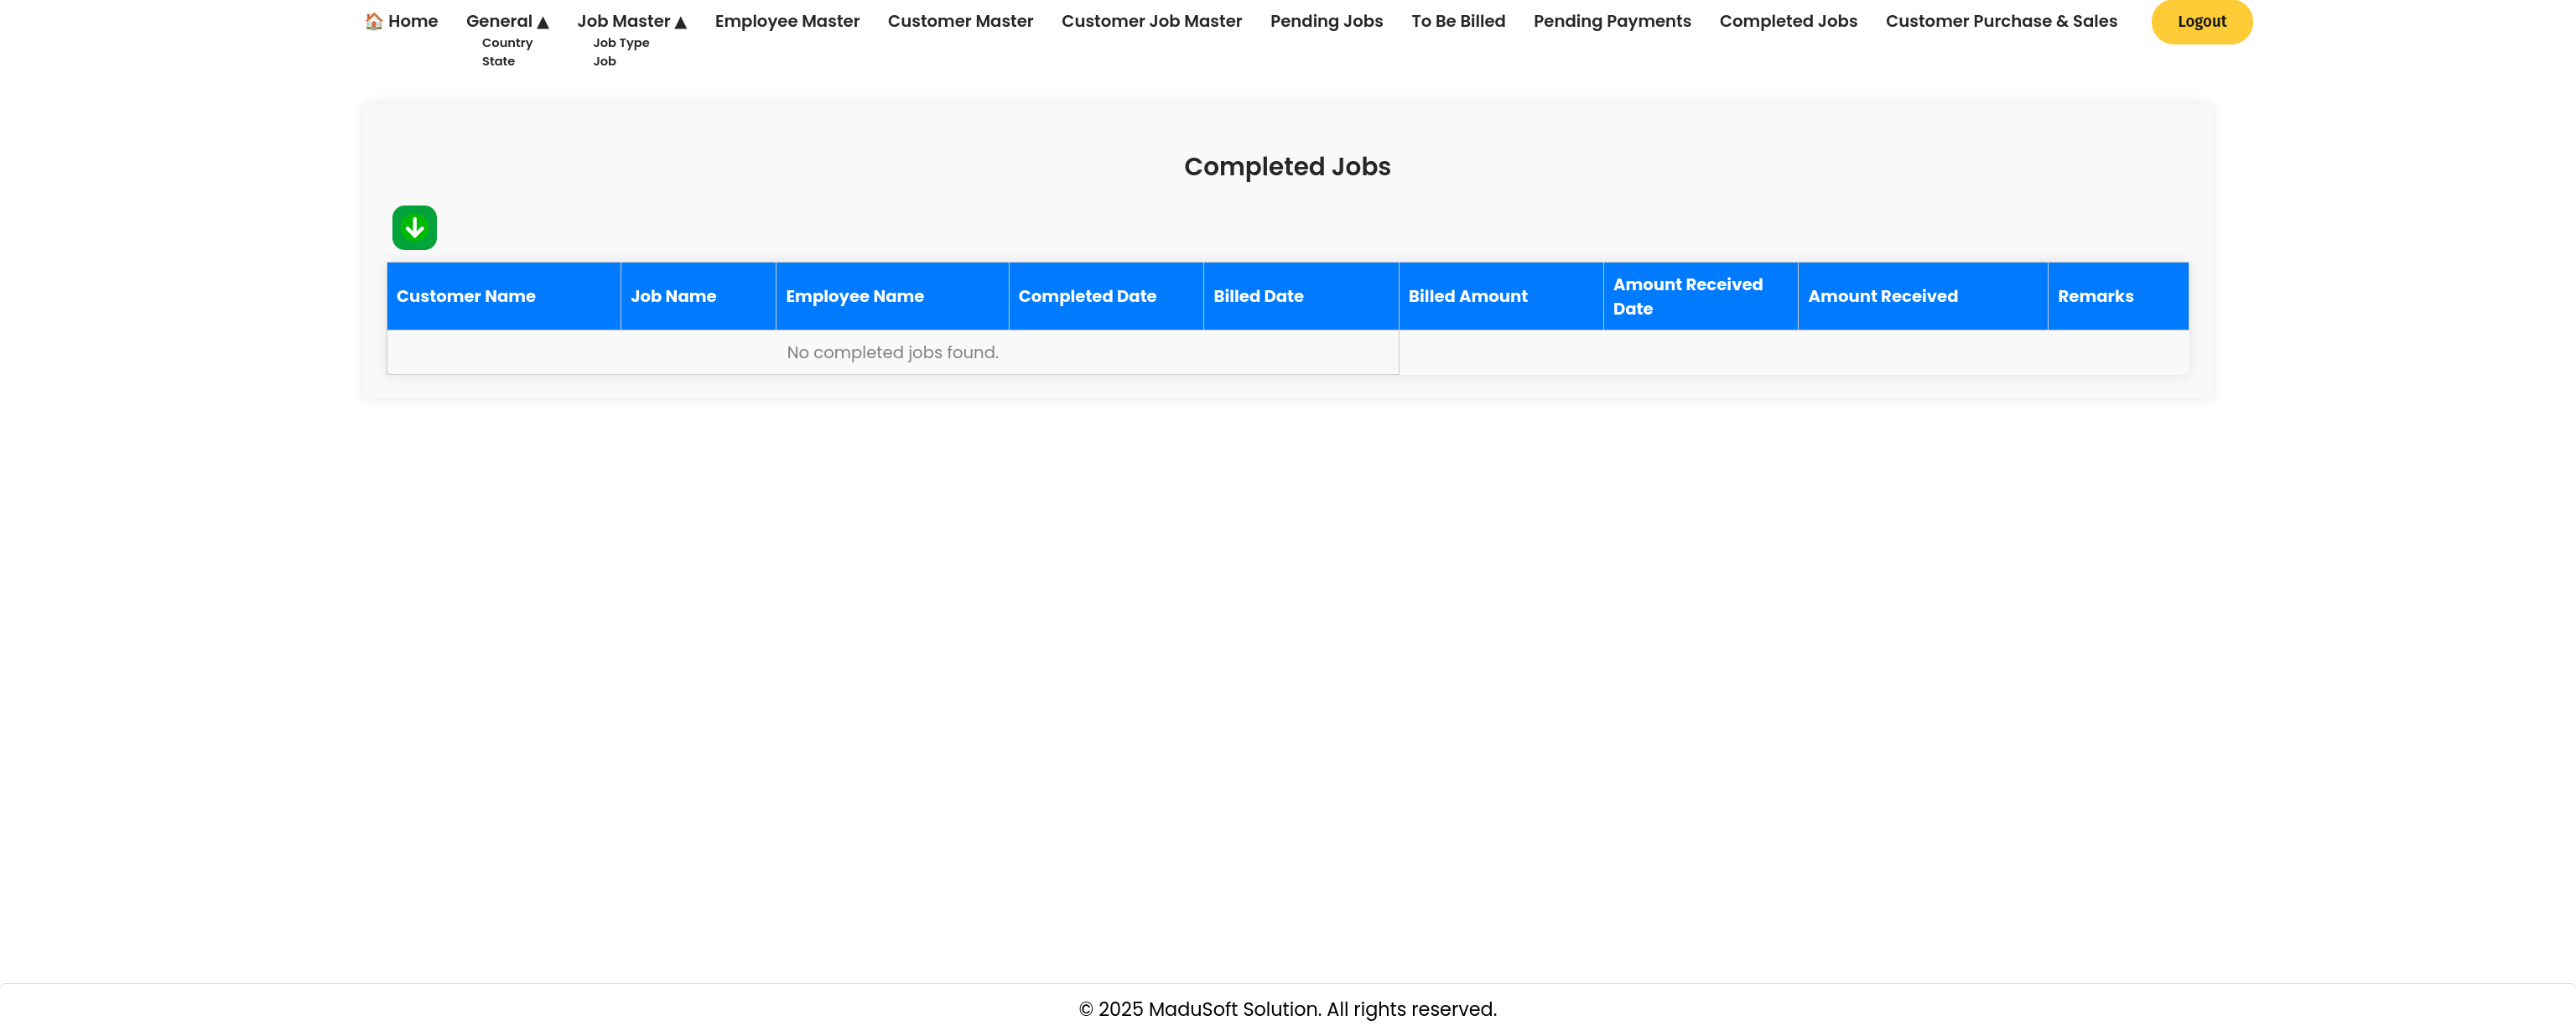 🏠 Home General ▲ Job Master ▲ Employee Master Customer Master Customer Job Master Pending Jobs To Be Billed Pending Payments Completed Jobs Customer Purchase & Sales Logout
Country Job Type
State Job
Completed Jobs
Customer Name Job Name Employee Name Completed Date Billed Date Billed Amount Amount Received Date Amount Received Remarks
No completed jobs found.
© 2025 MaduSoft Solution. All rights reserved.